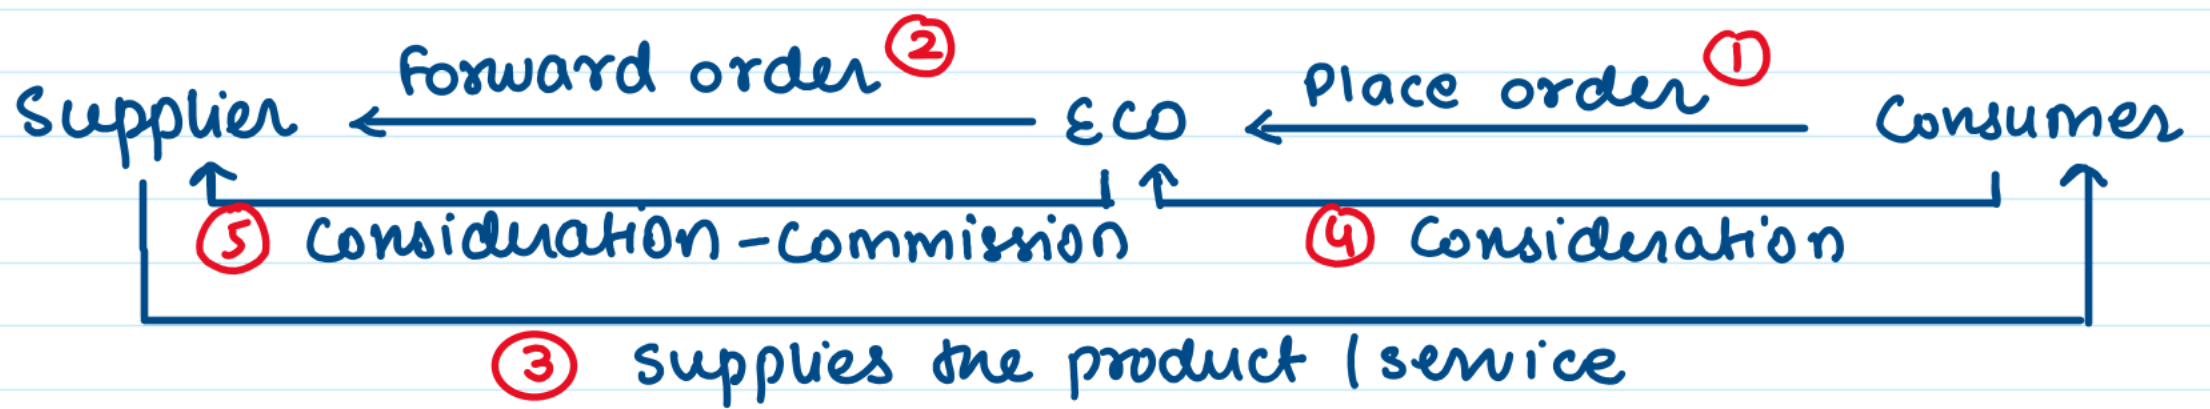 Forward order ②
Place order ①
Supplier ECO Consumer
⑤ Consideration - Commission
④ Consideration
③ Supplies the product / service